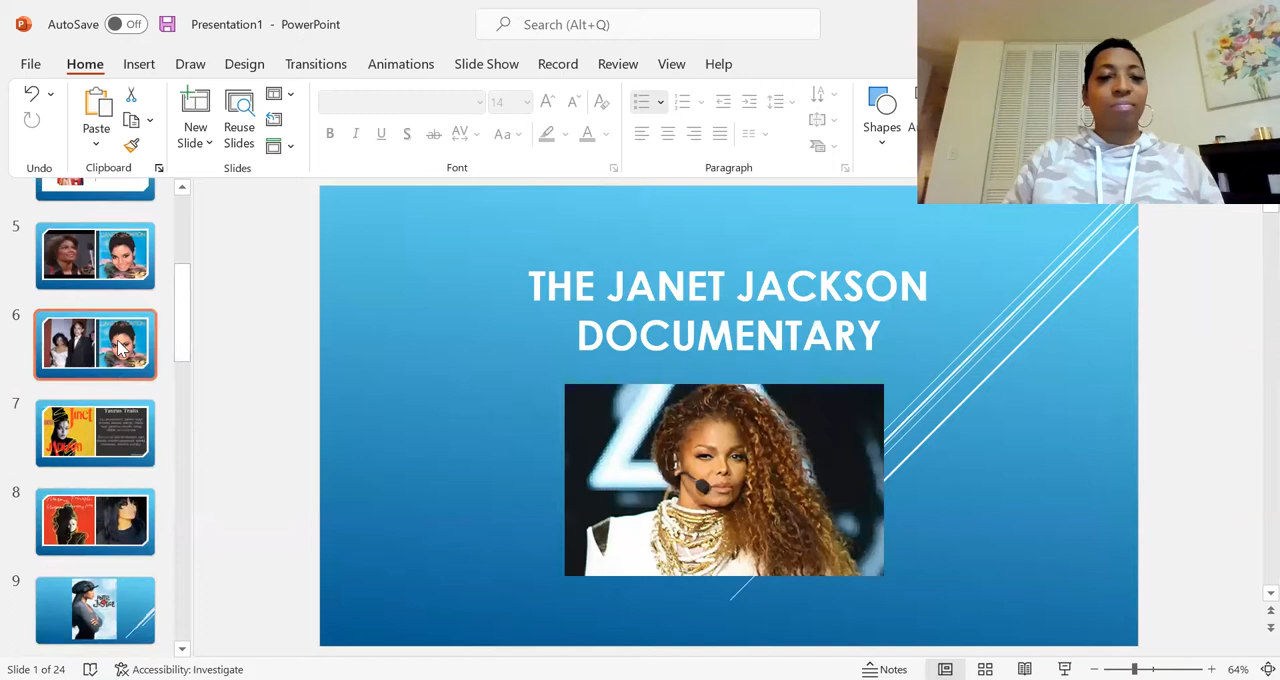 AutoSave Off Presentation1 - PowerPoint Search (Alt+Q)
File Home Insert Draw Design Transitions Animations Slide Show Record Review View Help
14
Paste New Slide Reuse Slides Shapes
Undo Clipboard Slides Font Paragraph
5
6
7
8
9
THE JANET JACKSON
DOCUMENTARY
Slide 1 of 24 Accessibility: Investigate Notes 64%